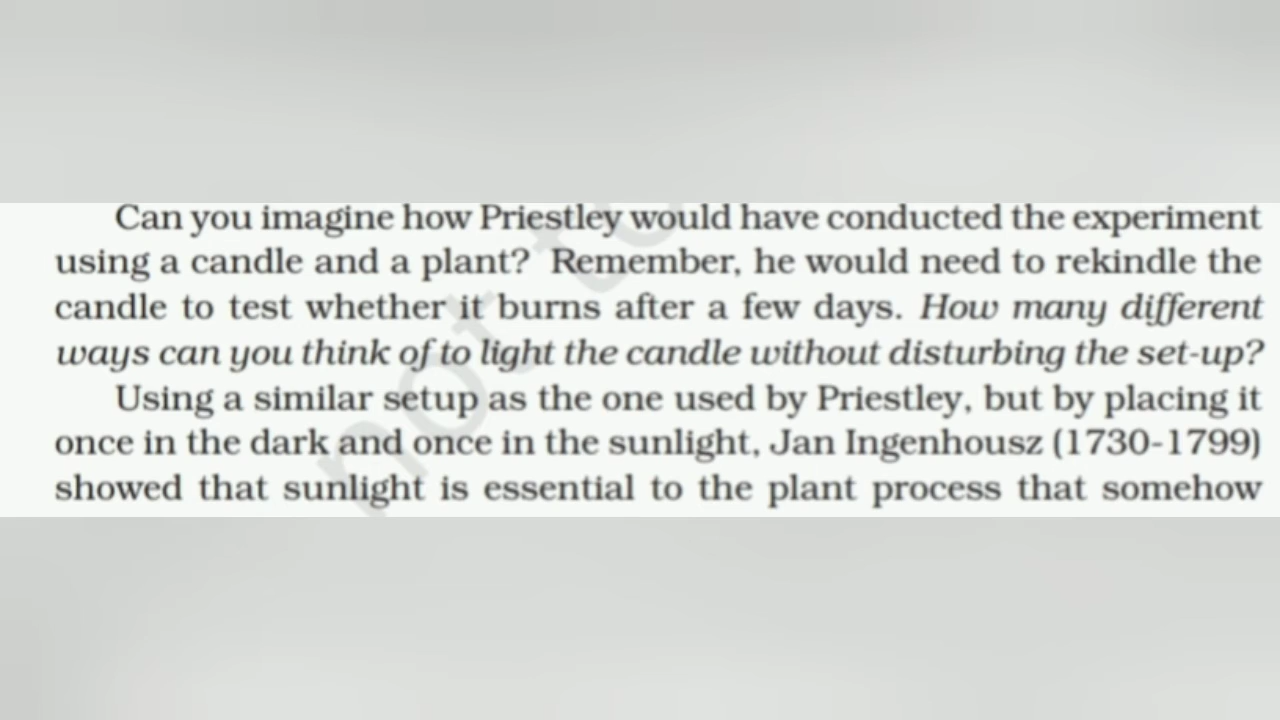 Can you imagine how Priestley would have conducted the experiment
using a candle and a plant? Remember, he would need to rekindle the
candle to test whether it burns after a few days. How many different
ways can you think of to light the candle without disturbing the set-up?
Using a similar setup as the one used by Priestley, but by placing it
once in the dark and once in the sunlight, Jan Ingenhousz (1730-1799)
showed that sunlight is essential to the plant process that somehow
not to